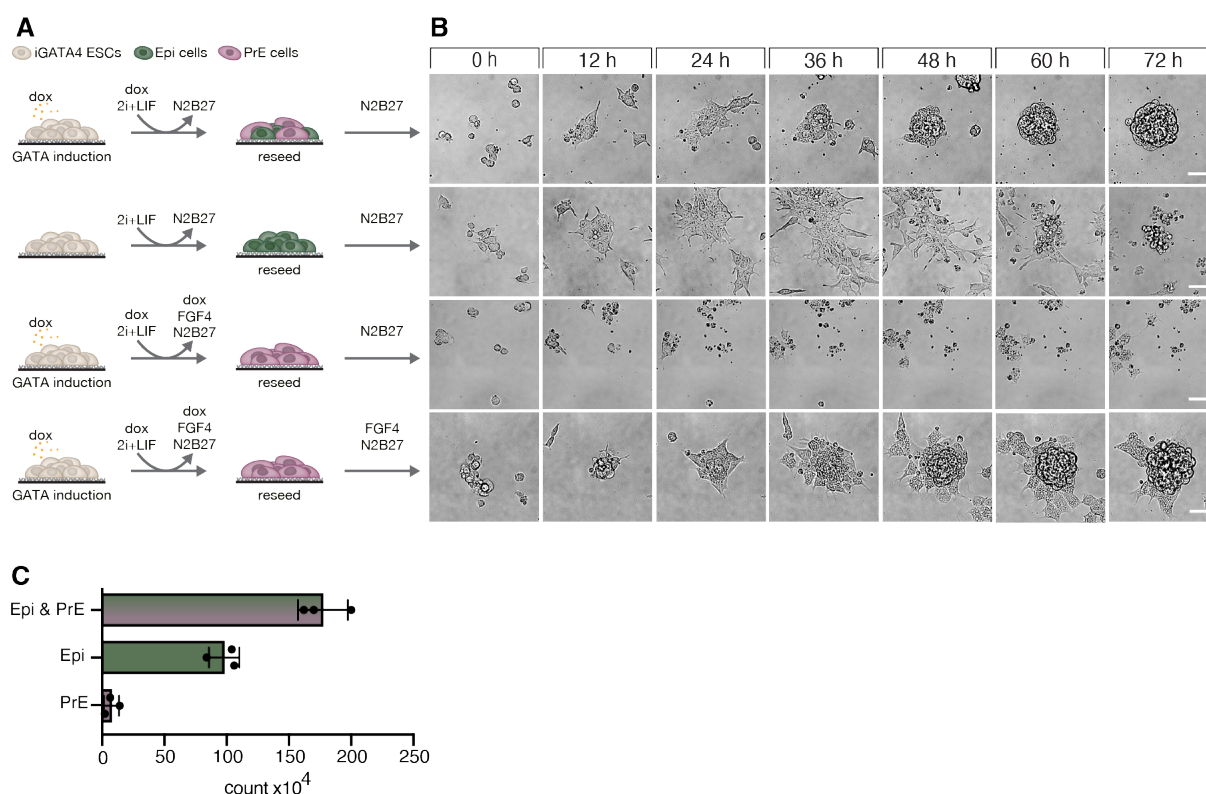 A
iGATA4 ESCs Epi cells PrE cells
dox
GATA induction
dox
2i+LIF N2B27
reseed
N2B27
2i+LIF N2B27
reseed
N2B27
dox
GATA induction
dox
2i+LIF
dox
FGF4
N2B27
reseed
N2B27
dox
GATA induction
dox
2i+LIF
dox
FGF4
N2B27
reseed
FGF4
N2B27
B
0 h 12 h 24 h 36 h 48 h 60 h 72 h
C
Epi & PrE
Epi
PrE
0 50 100 150 200 250
count x10⁴